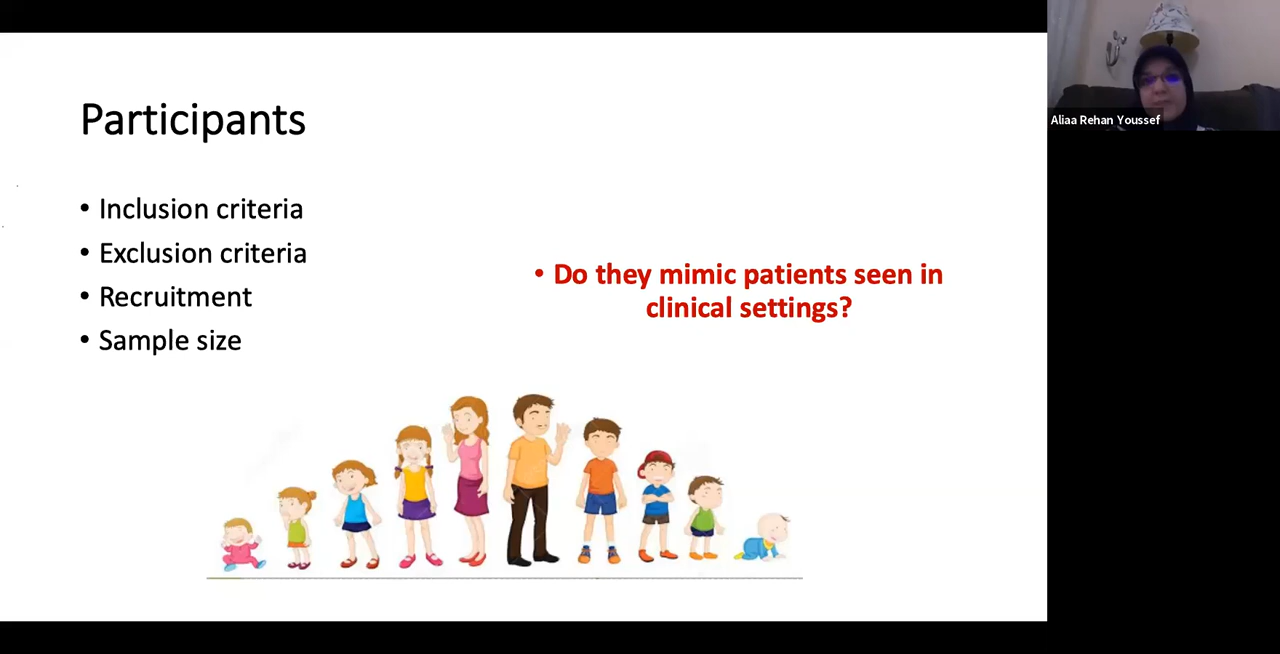 Participants
• Inclusion criteria
• Exclusion criteria
• Recruitment
• Sample size
• Do they mimic patients seen in
clinical settings?
Aliaa Rehan Youssef